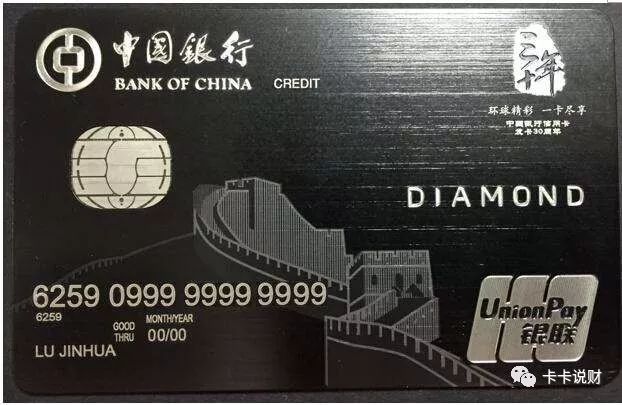 中国銀行
BANK OF CHINA CREDIT
三十年
环球精彩 一卡尽享
中国银行信用卡
发卡30周年
DIAMOND
6259 0999 9999 9999
6259
GOOD THRU MONTH/YEAR
00/00
LU JINHUA
UnionPay
银联
卡卡说财